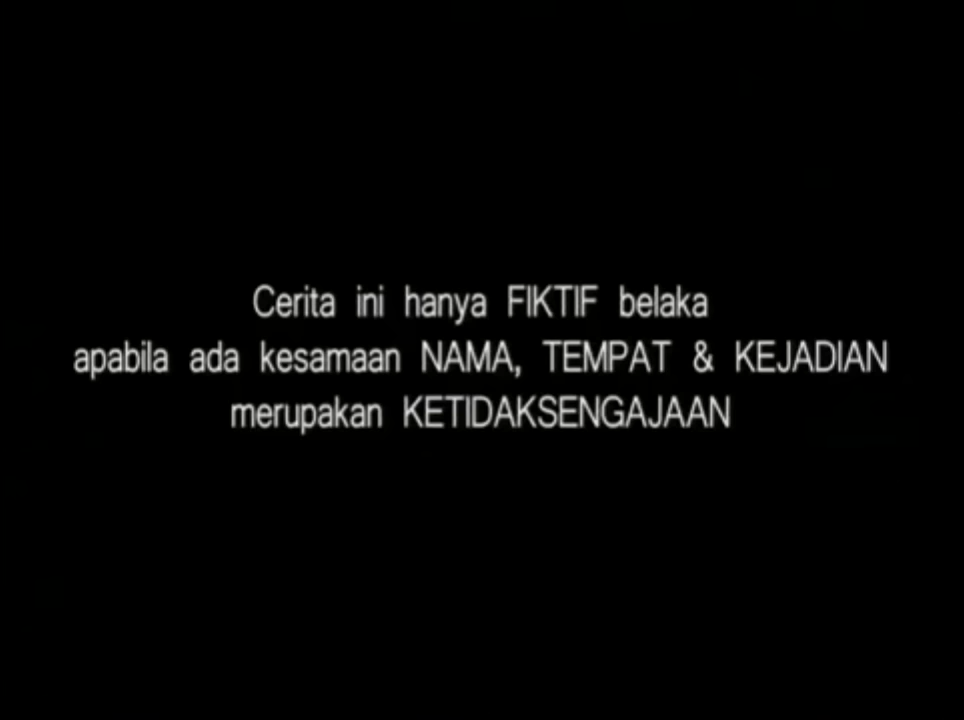 Cerita ini hanya FIKTIF belaka
apabila ada kesamaan NAMA, TEMPAT & KEJADIAN
merupakan KETIDAKSENGAJAAN